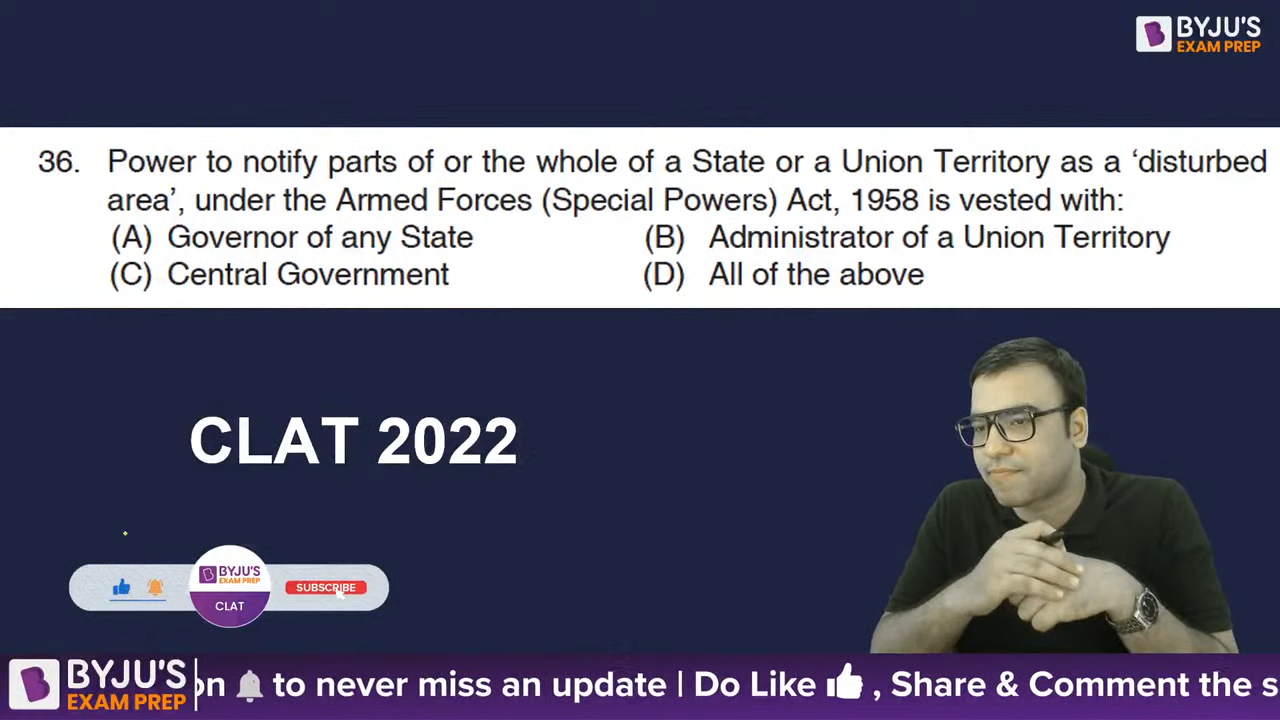 BYJU'S
EXAM PREP
36. Power to notify parts of or the whole of a State or a Union Territory as a ‘disturbed
area’, under the Armed Forces (Special Powers) Act, 1958 is vested with:
(A) Governor of any State (B) Administrator of a Union Territory
(C) Central Government (D) All of the above
CLAT 2022
BYJU'S
EXAM PREP
CLAT
SUBSCRIBE
BYJU'S
EXAM PREP
on to never miss an update | Do Like , Share & Comment the s